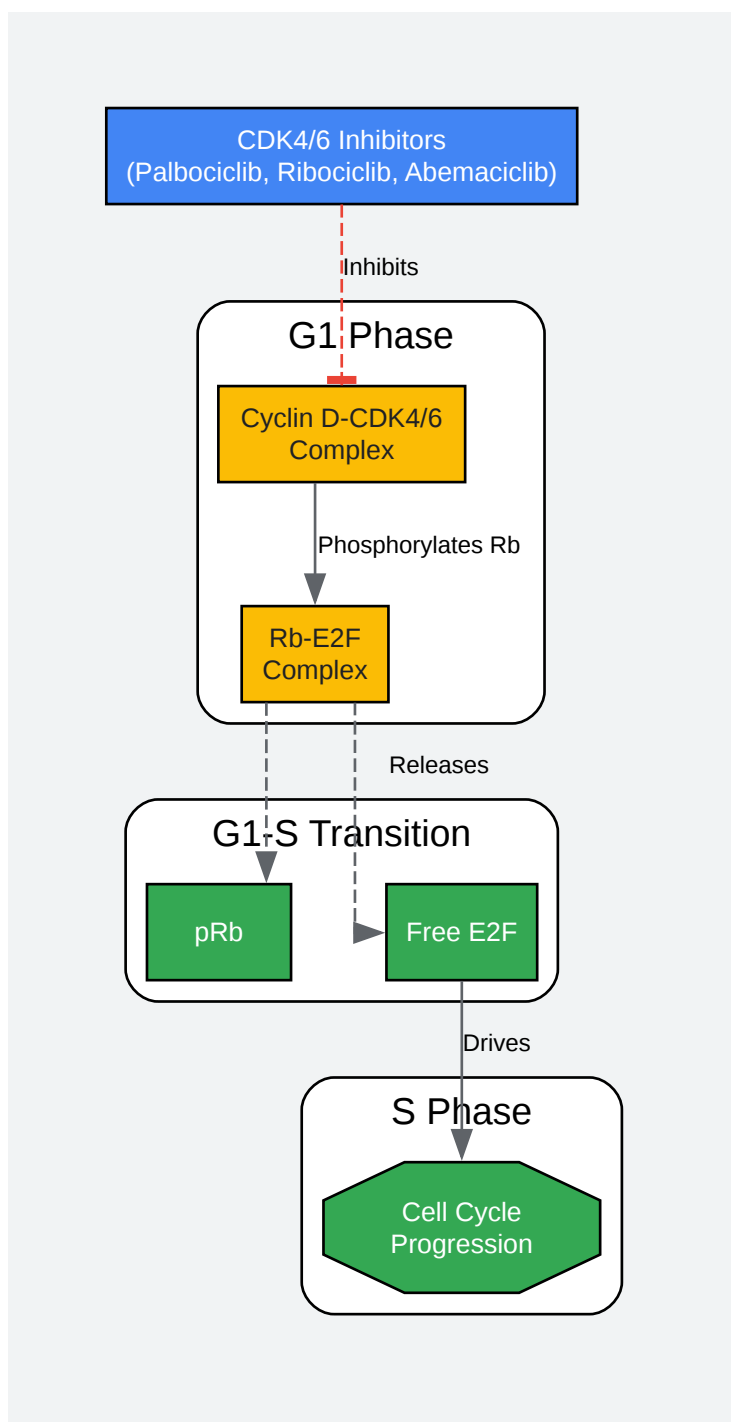 CDK4/6 Inhibitors
(Palbociclib, Ribociclib, Abemaciclib)
Inhibits
G1 Phase
Cyclin D-CDK4/6
Complex
Phosphorylates Rb
Rb-E2F
Complex
Releases
G1-S Transition
pRb
Free E2F
Drives
S Phase
Cell Cycle
Progression